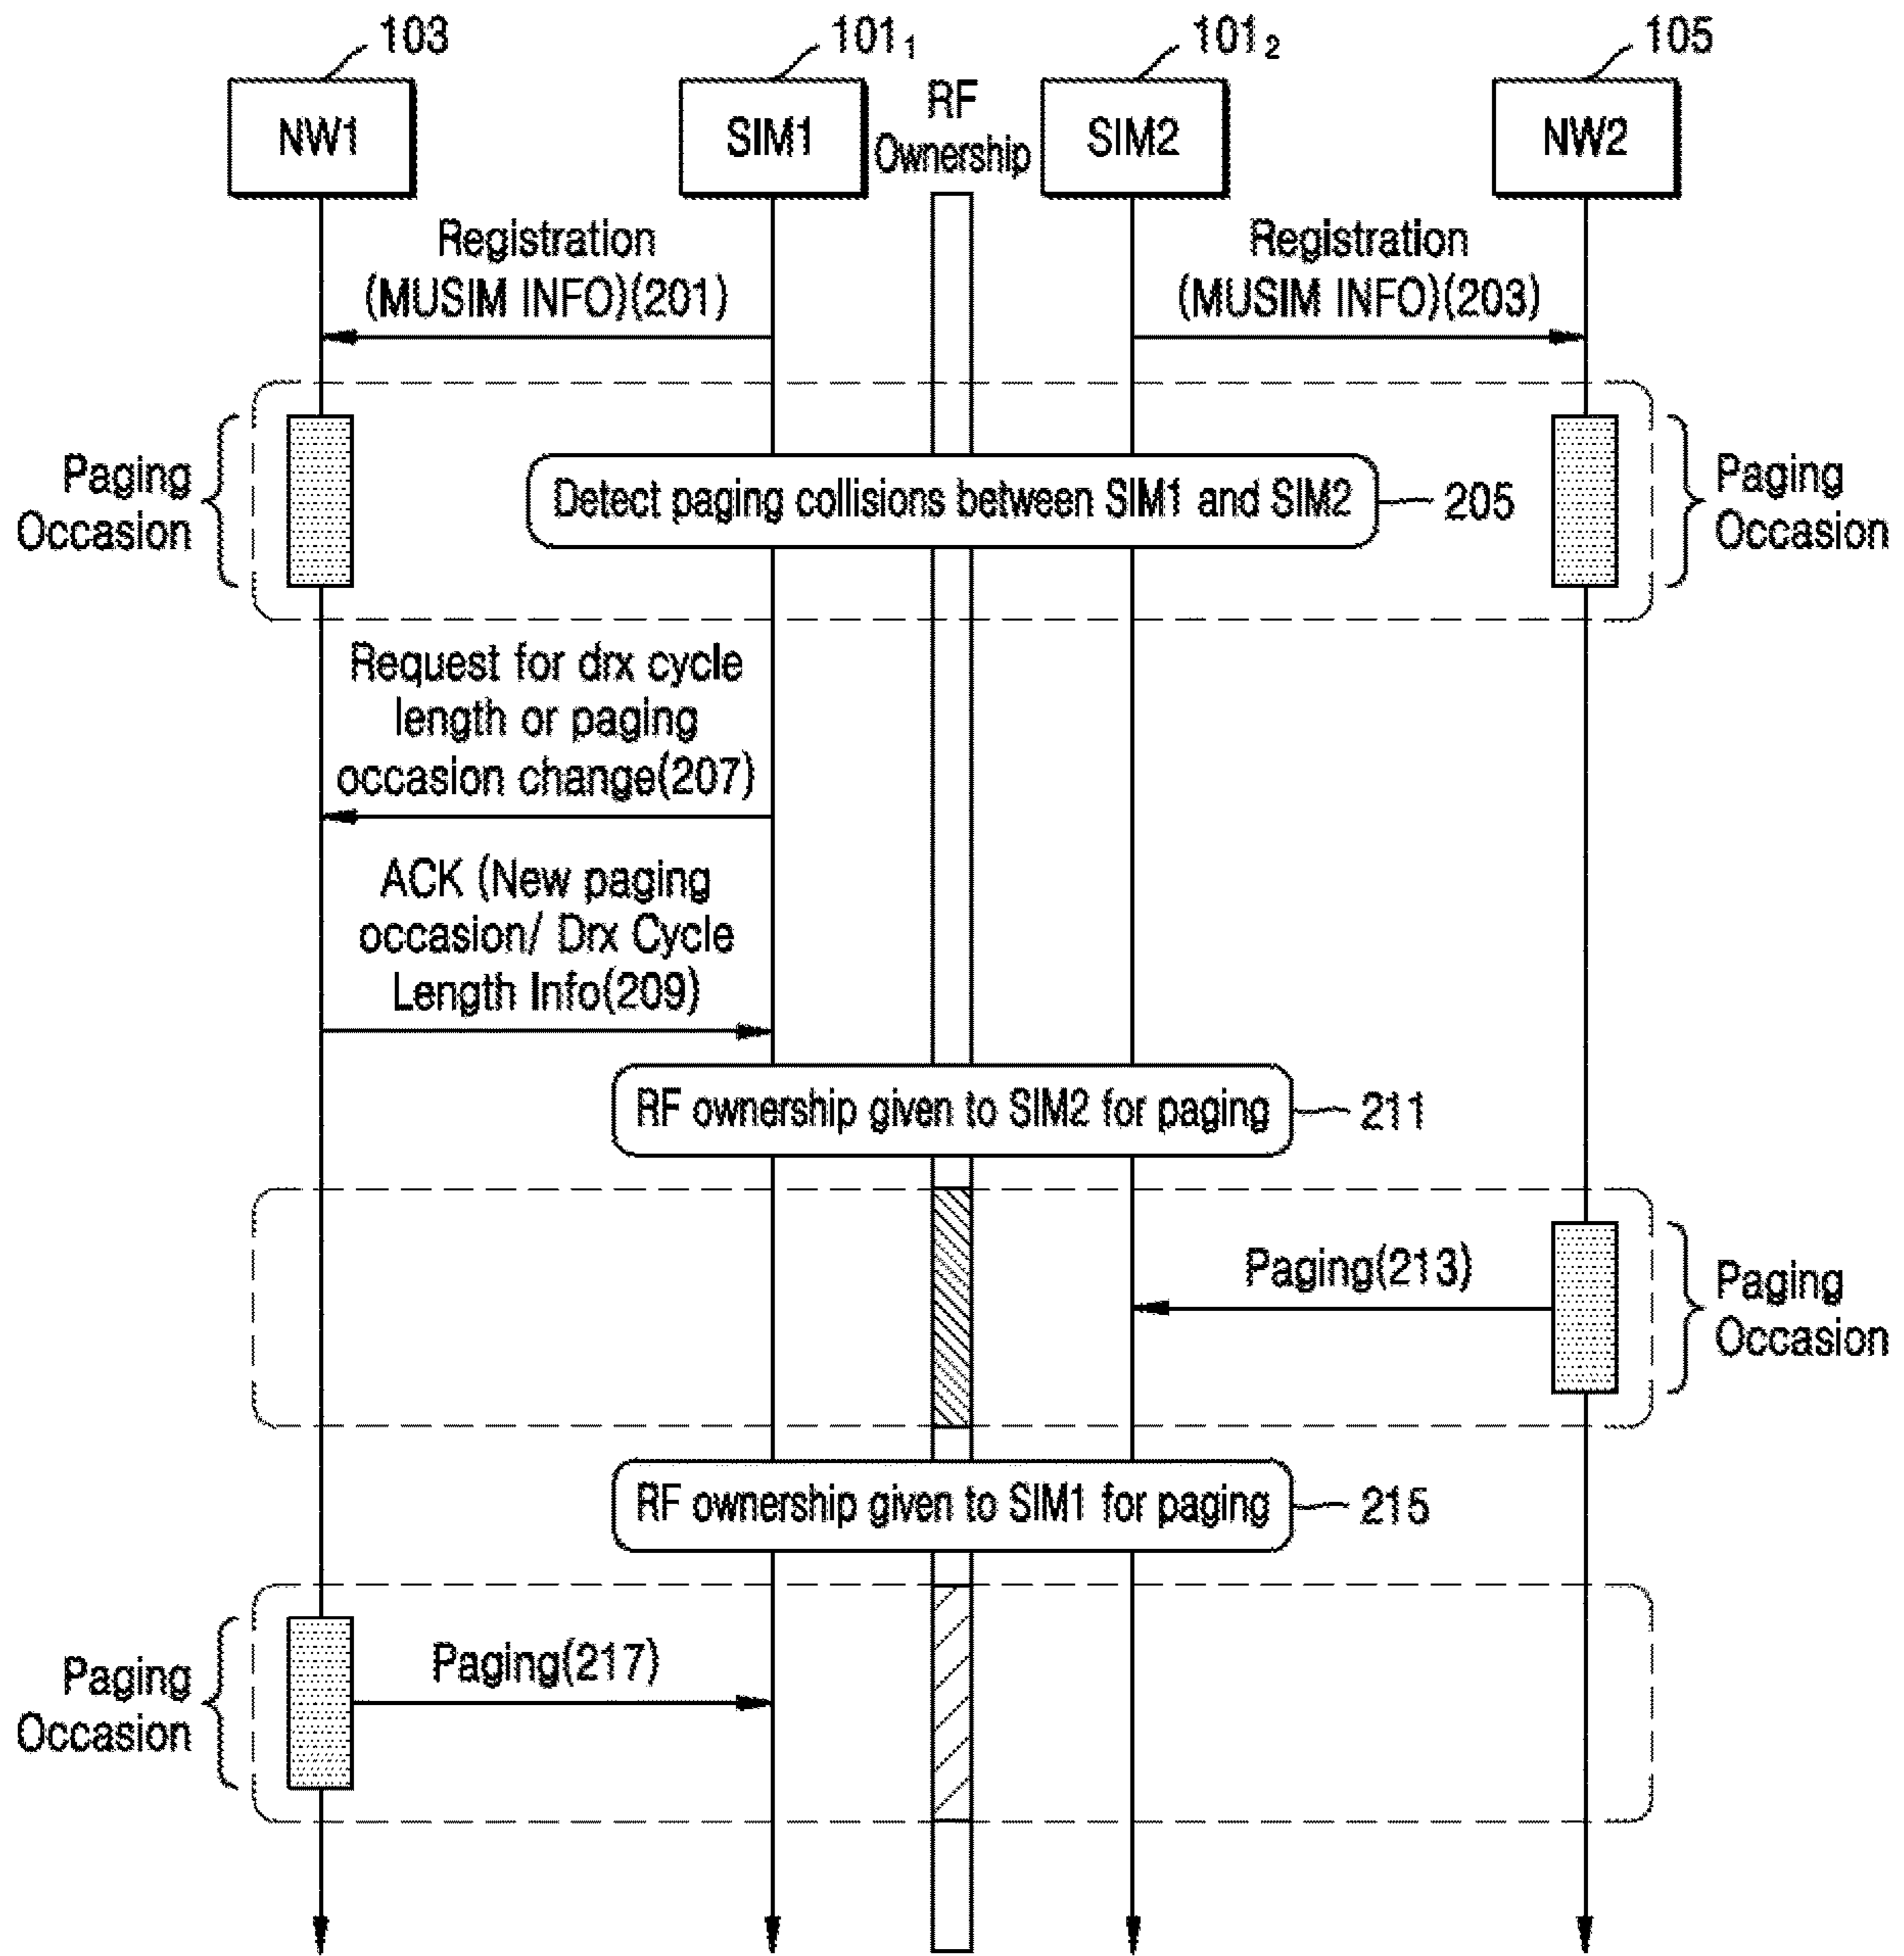 103
101₁
101₂
105
NW1
SIM1
RF
Ownership
SIM2
NW2
Registration
(MUSIM INFO)(201)
Registration
(MUSIM INFO)(203)
Paging
Occasion
Detect paging collisions between SIM1 and SIM2
205
Paging
Occasion
Request for drx cycle
length or paging
occasion change(207)
ACK (New paging
occasion/ Drx Cycle
Length Info(209)
RF ownership given to SIM2 for paging
211
Paging(213)
Paging
Occasion
RF ownership given to SIM1 for paging
215
Paging
Occasion
Paging(217)